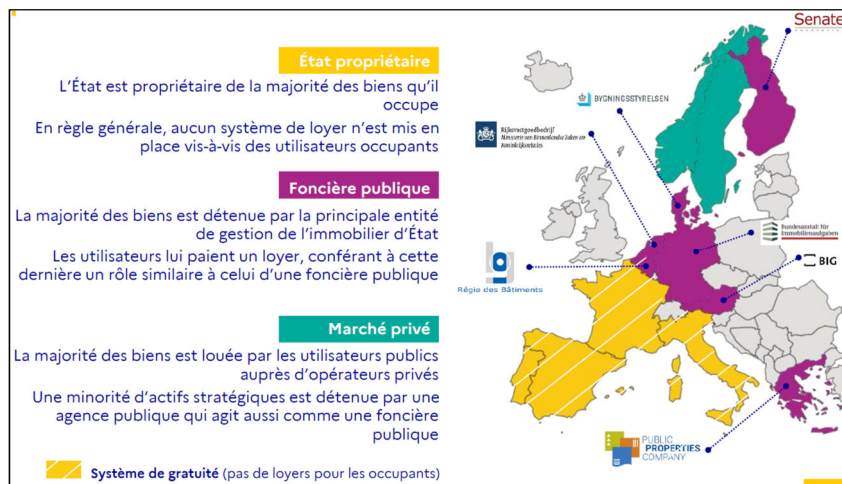 État propriétaire
L'État est propriétaire de la majorité des biens qu'il
occupe
En règle générale, aucun système de loyer n'est mis en
place vis-à-vis des utilisateurs occupants
Foncière publique
La majorité des biens est détenue par la principale entité
de gestion de l'immobilier d'État
Les utilisateurs lui paient un loyer, conférant à cette
dernière un rôle similaire à celui d'une foncière publique
Marché privé
La majorité des biens est louée par les utilisateurs publics
auprès d'opérateurs privés
Une minorité d'actifs stratégiques est détenue par une
agence publique qui agit aussi comme une foncière
publique
Système de gratuité (pas de loyers pour les occupants)
Senate
BYGNINGSSTYRELSEN
Rijksvastgoedbedrijf
Ministerie van Binnenlandse Zaken en
Koninkrijksrelaties
Bundesanstalt für
Immobilienaufgaben
BIG
Régie des Bâtiments
PUBLIC
PROPERTIES
COMPANY